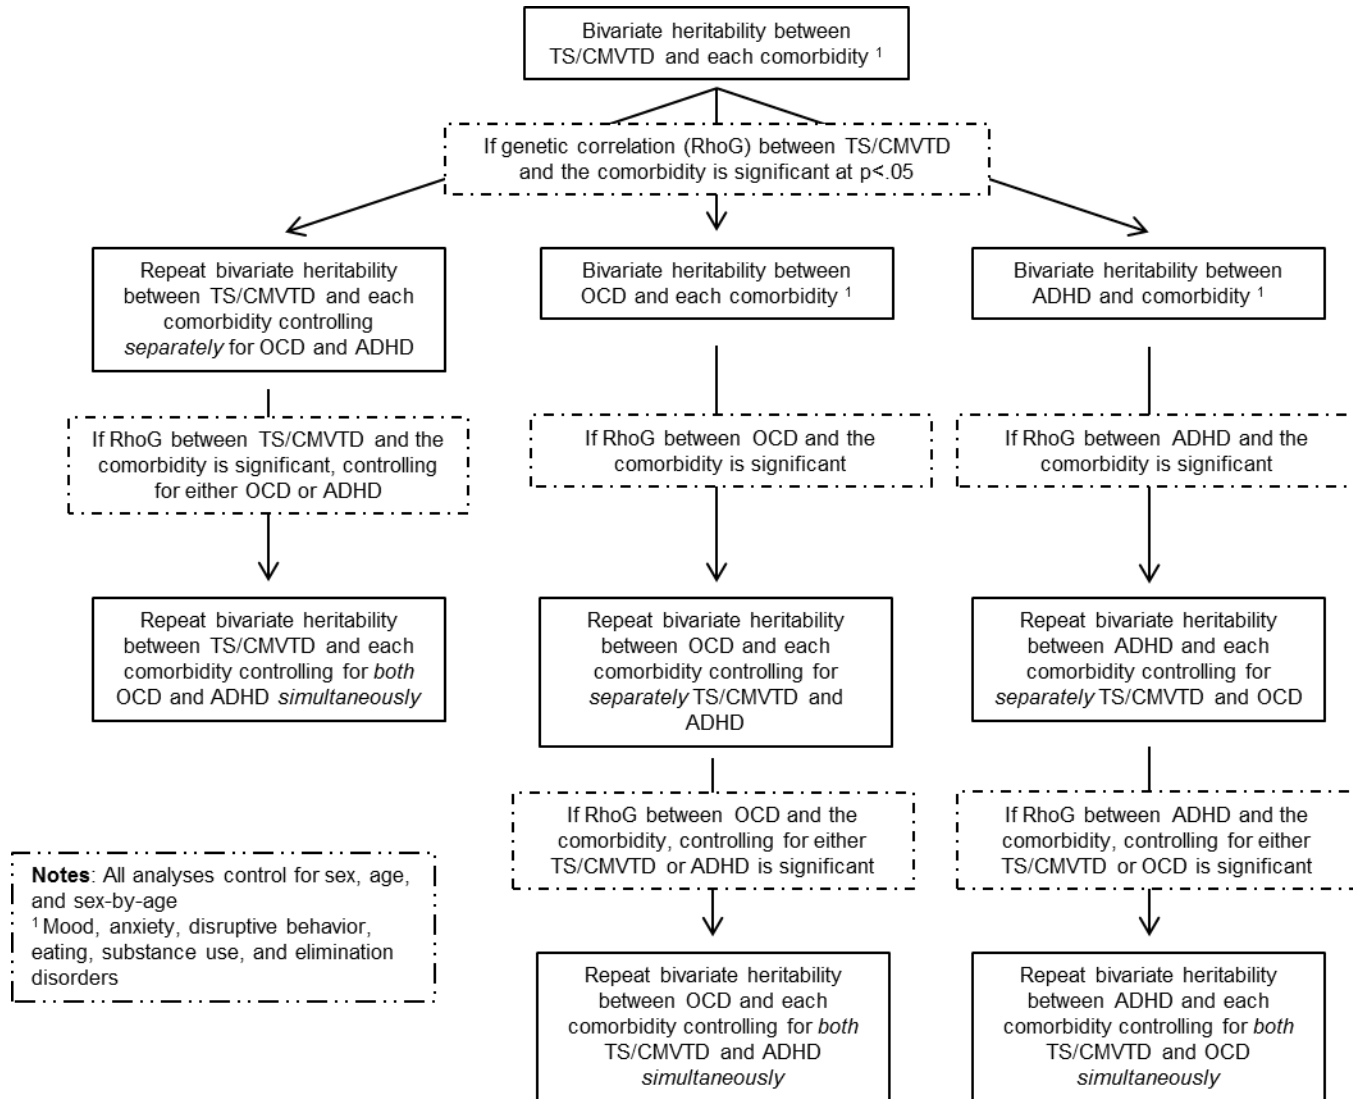 Bivariate heritability between
TS/CMVTD and each comorbidity ¹
If genetic correlation (RhoG) between TS/CMVTD
and the comorbidity is significant at p<.05
Repeat bivariate heritability
between TS/CMVTD and each
comorbidity controlling
separately for OCD and ADHD
Bivariate heritability between
OCD and each comorbidity ¹
Bivariate heritability between
ADHD and comorbidity ¹
If RhoG between TS/CMVTD and the
comorbidity is significant, controlling
for either OCD or ADHD
If RhoG between OCD and the
comorbidity is significant
If RhoG between ADHD and the
comorbidity is significant
Repeat bivariate heritability
between TS/CMVTD and each
comorbidity controlling for both
OCD and ADHD simultaneously
Repeat bivariate heritability
between OCD and each
comorbidity controlling for
separately TS/CMVTD and
ADHD
Repeat bivariate heritability
between ADHD and each
comorbidity controlling for
separately TS/CMVTD and OCD
If RhoG between OCD and the
comorbidity, controlling for either
TS/CMVTD or ADHD is significant
If RhoG between ADHD and the
comorbidity, controlling for either
TS/CMVTD or OCD is significant
Notes: All analyses control for sex, age,
and sex-by-age
¹ Mood, anxiety, disruptive behavior,
eating, substance use, and elimination
disorders
Repeat bivariate heritability
between OCD and each
comorbidity controlling for both
TS/CMVTD and ADHD
simultaneously
Repeat bivariate heritability
between ADHD and each
comorbidity controlling for both
TS/CMVTD and OCD
simultaneously